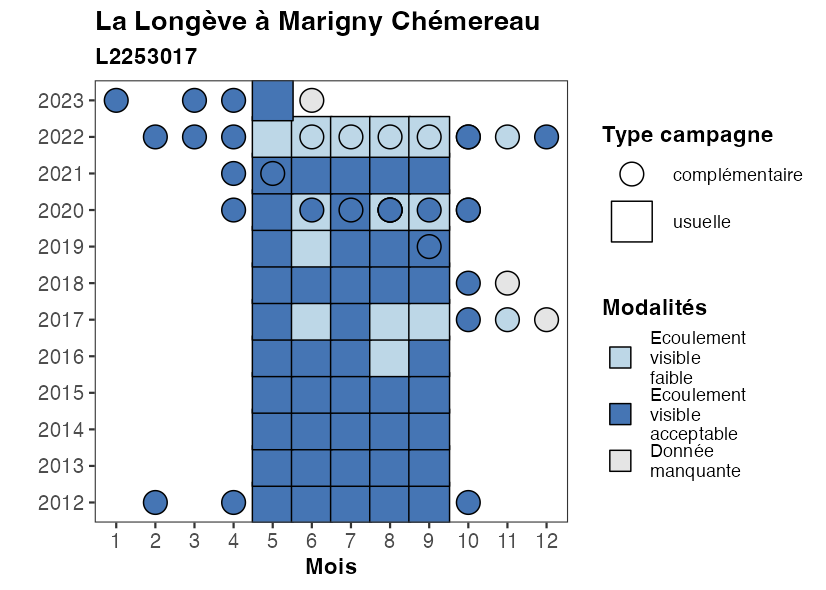 La Longève à Marigny Chémereau
L2253017
2023
2022
2021
2020
2019
2018
2017
2016
2015
2014
2013
2012
1 2 3 4 5 6 7 8 9 10 11 12
Mois
Type campagne
complémentaire
usuelle
Modalités
Ecoulement
visible
faible
Ecoulement
visible
acceptable
Donnée
manquante